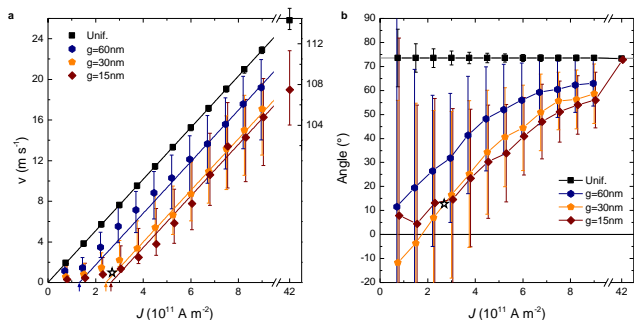 a
v (m s⁻¹)
24
20
16
12
8
4
0
Unif.
g=60nm
g=30nm
g=15nm
112
108
104
0 2 4 6 8 42
J (10¹¹ A m⁻²)
b
Angle (°)
90
80
70
60
50
40
30
20
10
0
-10
-20
Unif.
g=60nm
g=30nm
g=15nm
0 2 4 6 8 42
J (10¹¹ A m⁻²)